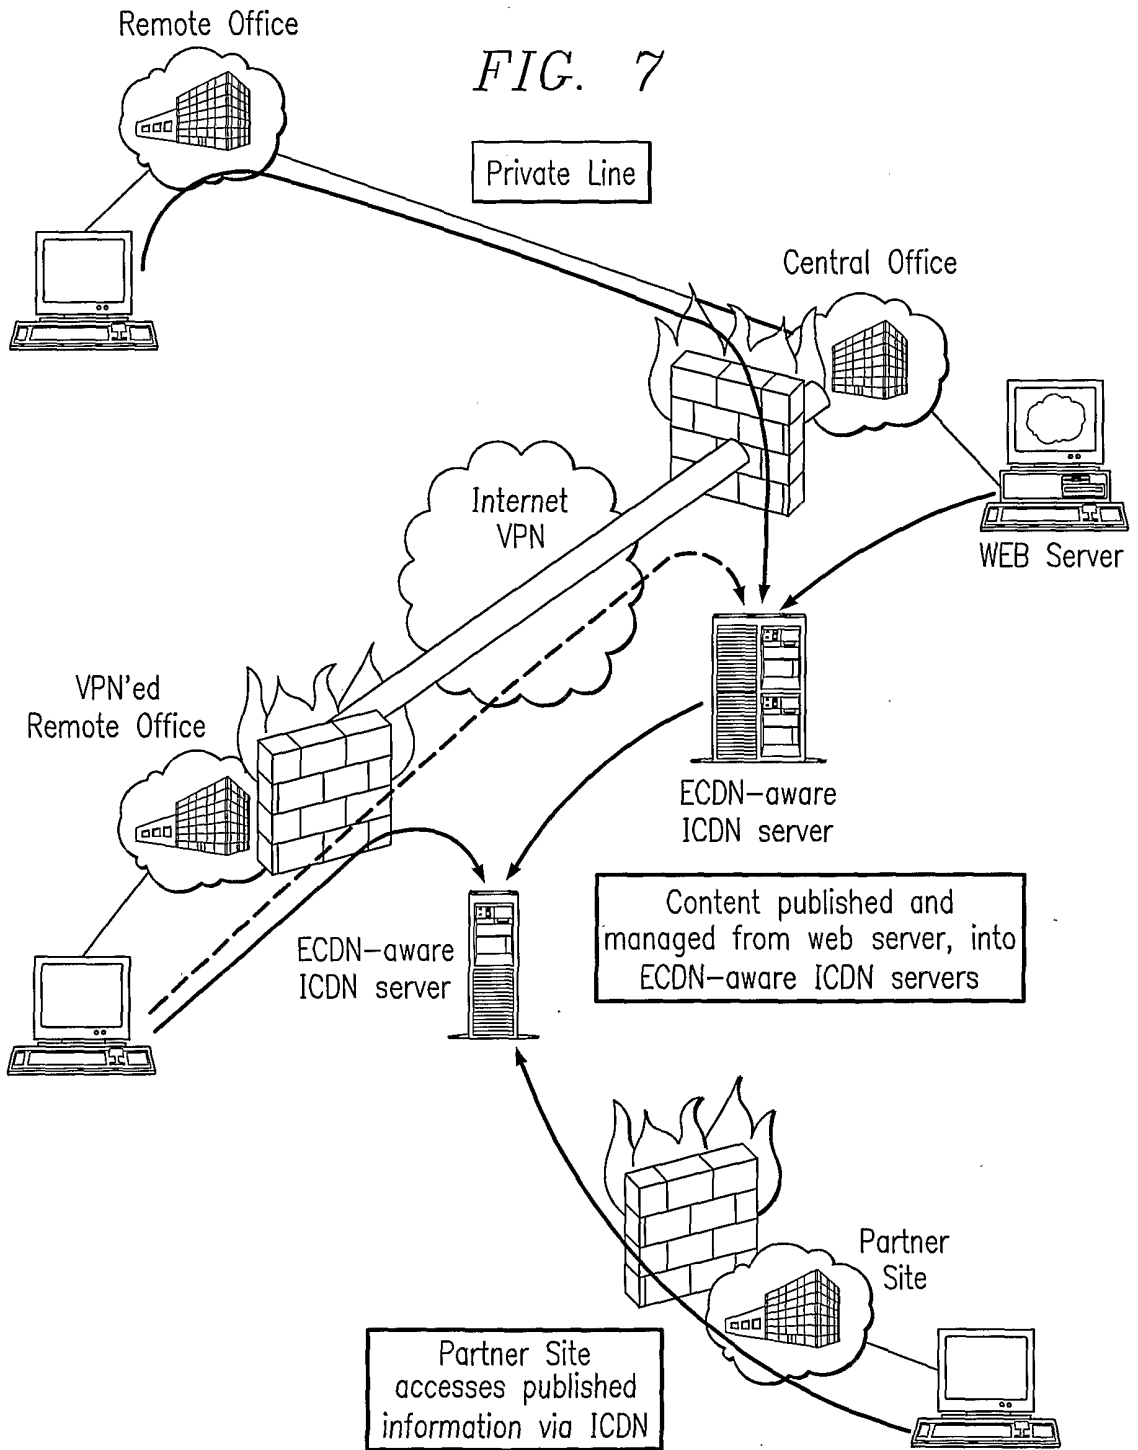 Remote Office
FIG. 7
Private Line
Central Office
Internet
VPN
WEB Server
VPN'ed
Remote Office
ECDN-aware
ICDN server
ECDN-aware
ICDN server
Content published and
managed from web server, into
ECDN-aware ICDN servers
Partner
Site
Partner Site
accesses published
information via ICDN